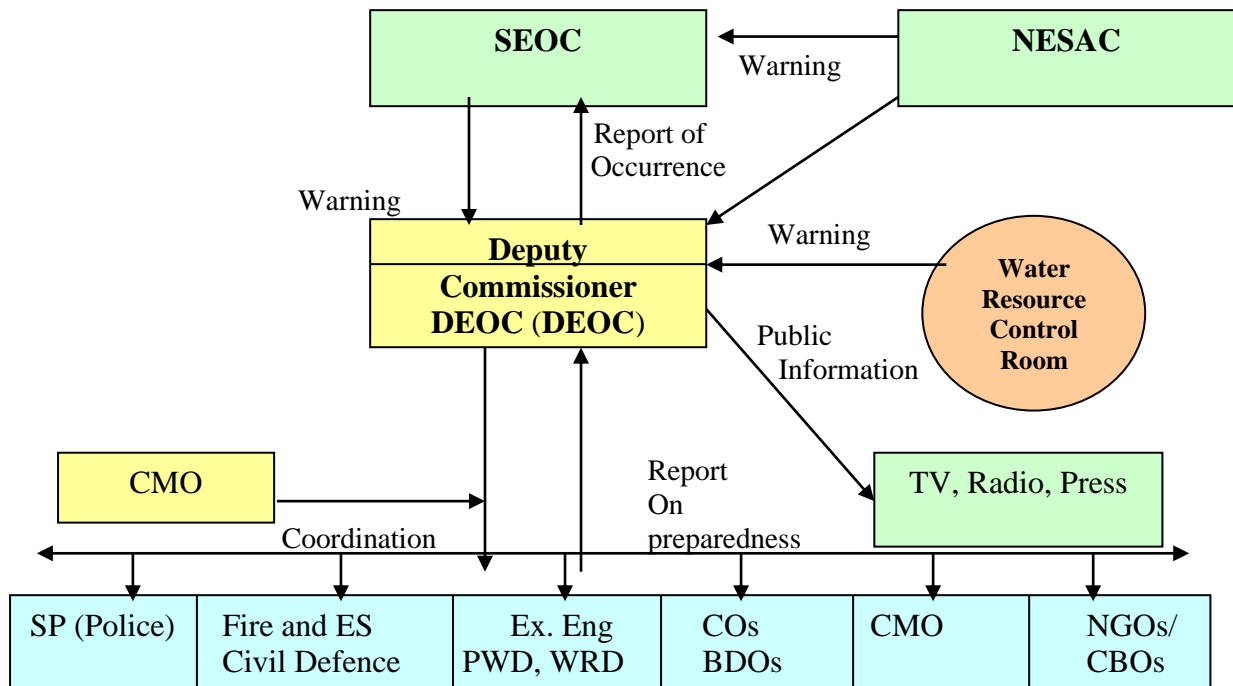 SEOC
NESAC
Warning
Report of
Occurrence
Warning
Warning
Deputy
Commissioner
DEOC (DEOC)
Water
Resource
Control
Room
Public
Information
CMO
Report
On
preparedness
TV, Radio, Press
Coordination
SP (Police)
Fire and ES
Civil Defence
Ex. Eng
PWD, WRD
COs
BDOs
CMO
NGOs/
CBOs